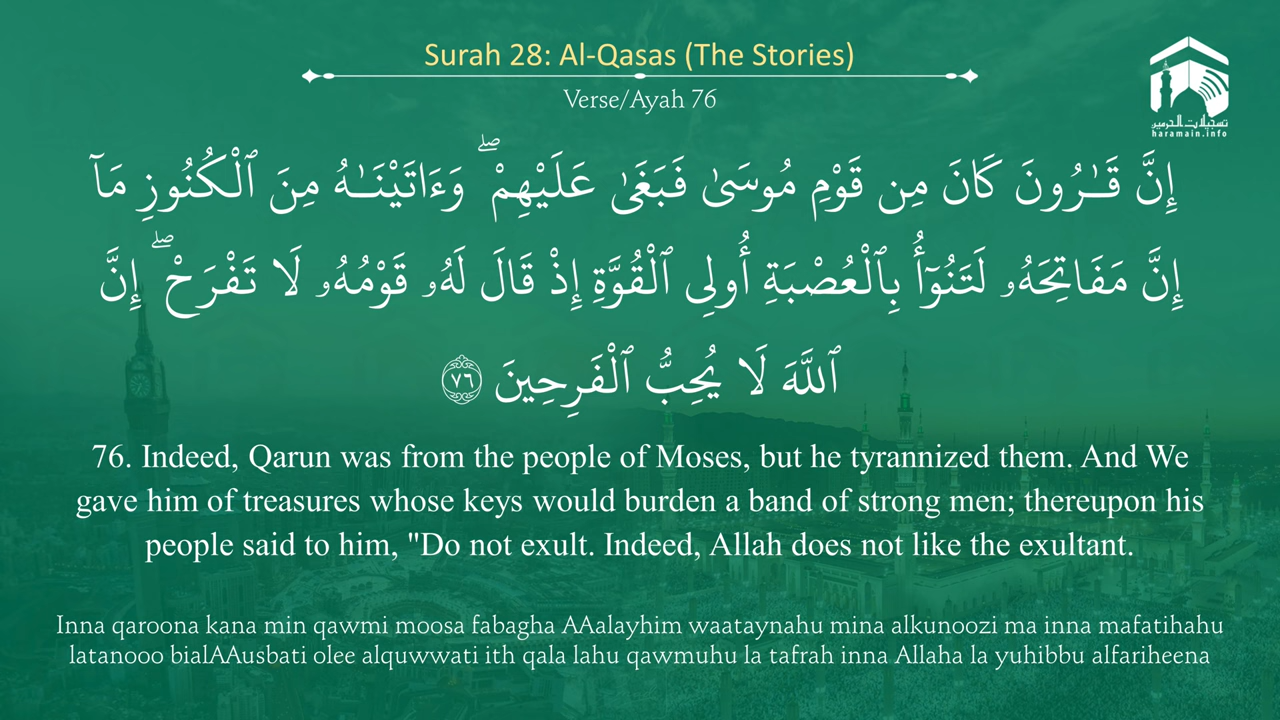 Surah 28: Al-Qasas (The Stories)
Verse/Ayah 76
تسجيلات الحرمين
haramain.info
إِنَّ قَـٰرُونَ كَانَ مِن قَوْمِ مُوسَىٰ فَبَغَىٰ عَلَيْهِمْ ۖ وَءَاتَيْنَـٰهُ مِنَ ٱلْكُنُوزِ مَآ
إِنَّ مَفَاتِحَهُۥ لَتَنُوٓأُ بِٱلْعُصْبَةِ أُولِى ٱلْقُوَّةِ إِذْ قَالَ لَهُۥ قَوْمُهُۥ لَا تَفْرَحْ ۖ إِنَّ
ٱللَّهَ لَا يُحِبُّ ٱلْفَرِحِينَ ٧٦
76. Indeed, Qarun was from the people of Moses, but he tyrannized them. And We
gave him of treasures whose keys would burden a band of strong men; thereupon his
people said to him, "Do not exult. Indeed, Allah does not like the exultant.
Inna qaroona kana min qawmi moosa fabagha AAalayhim waataynahu mina alkunoozi ma inna mafatihahu
latanooo bialAAusbati olee alquwwati ith qala lahu qawmuhu la tafrah inna Allaha la yuhibbu alfariheena